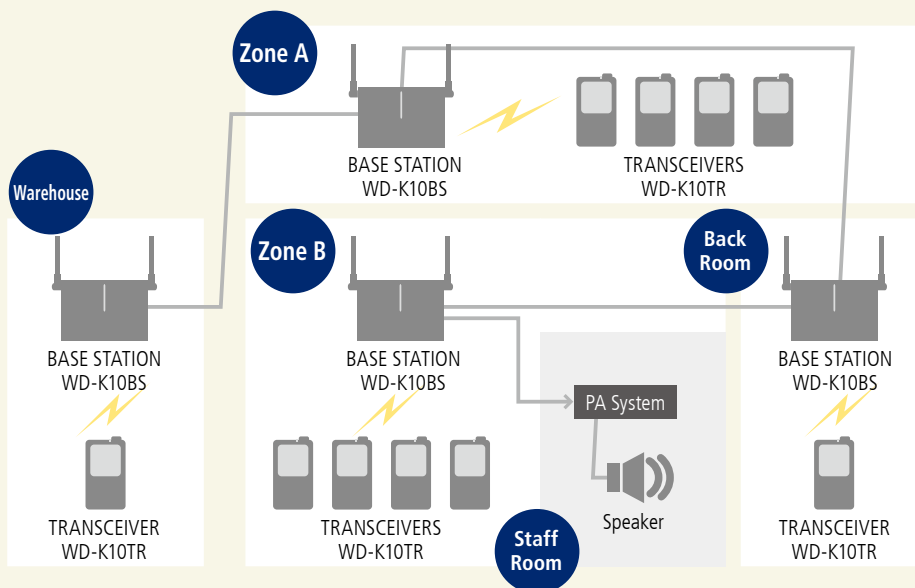 Zone A
BASE STATION
WD-K10BS
TRANSCEIVERS
WD-K10TR
Warehouse
BASE STATION
WD-K10BS
TRANSCEIVER
WD-K10TR
Zone B
BASE STATION
WD-K10BS
TRANSCEIVERS
WD-K10TR
PA System
Speaker
Staff
Room
Back
Room
BASE STATION
WD-K10BS
TRANSCEIVER
WD-K10TR